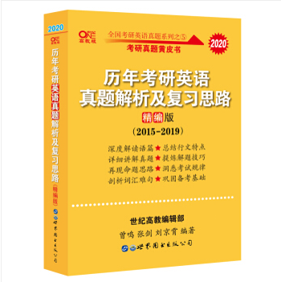 2020
历年考研英语真题解析及复习思路
(精编版)
全国考研英语真题系列之⑤
考研真题黄皮书
2020
历年考研英语
真题解析及复习思路
精编版
(2015-2019)
深度解读语篇★总结行文特点
详细讲解真题★提炼解题技巧
再现命题思路★洞悉考试规律
剖析词汇难句★巩固备考基础
世纪高教编辑部
曾鸣 张剑 刘京霄 编著
世界图书出版公司